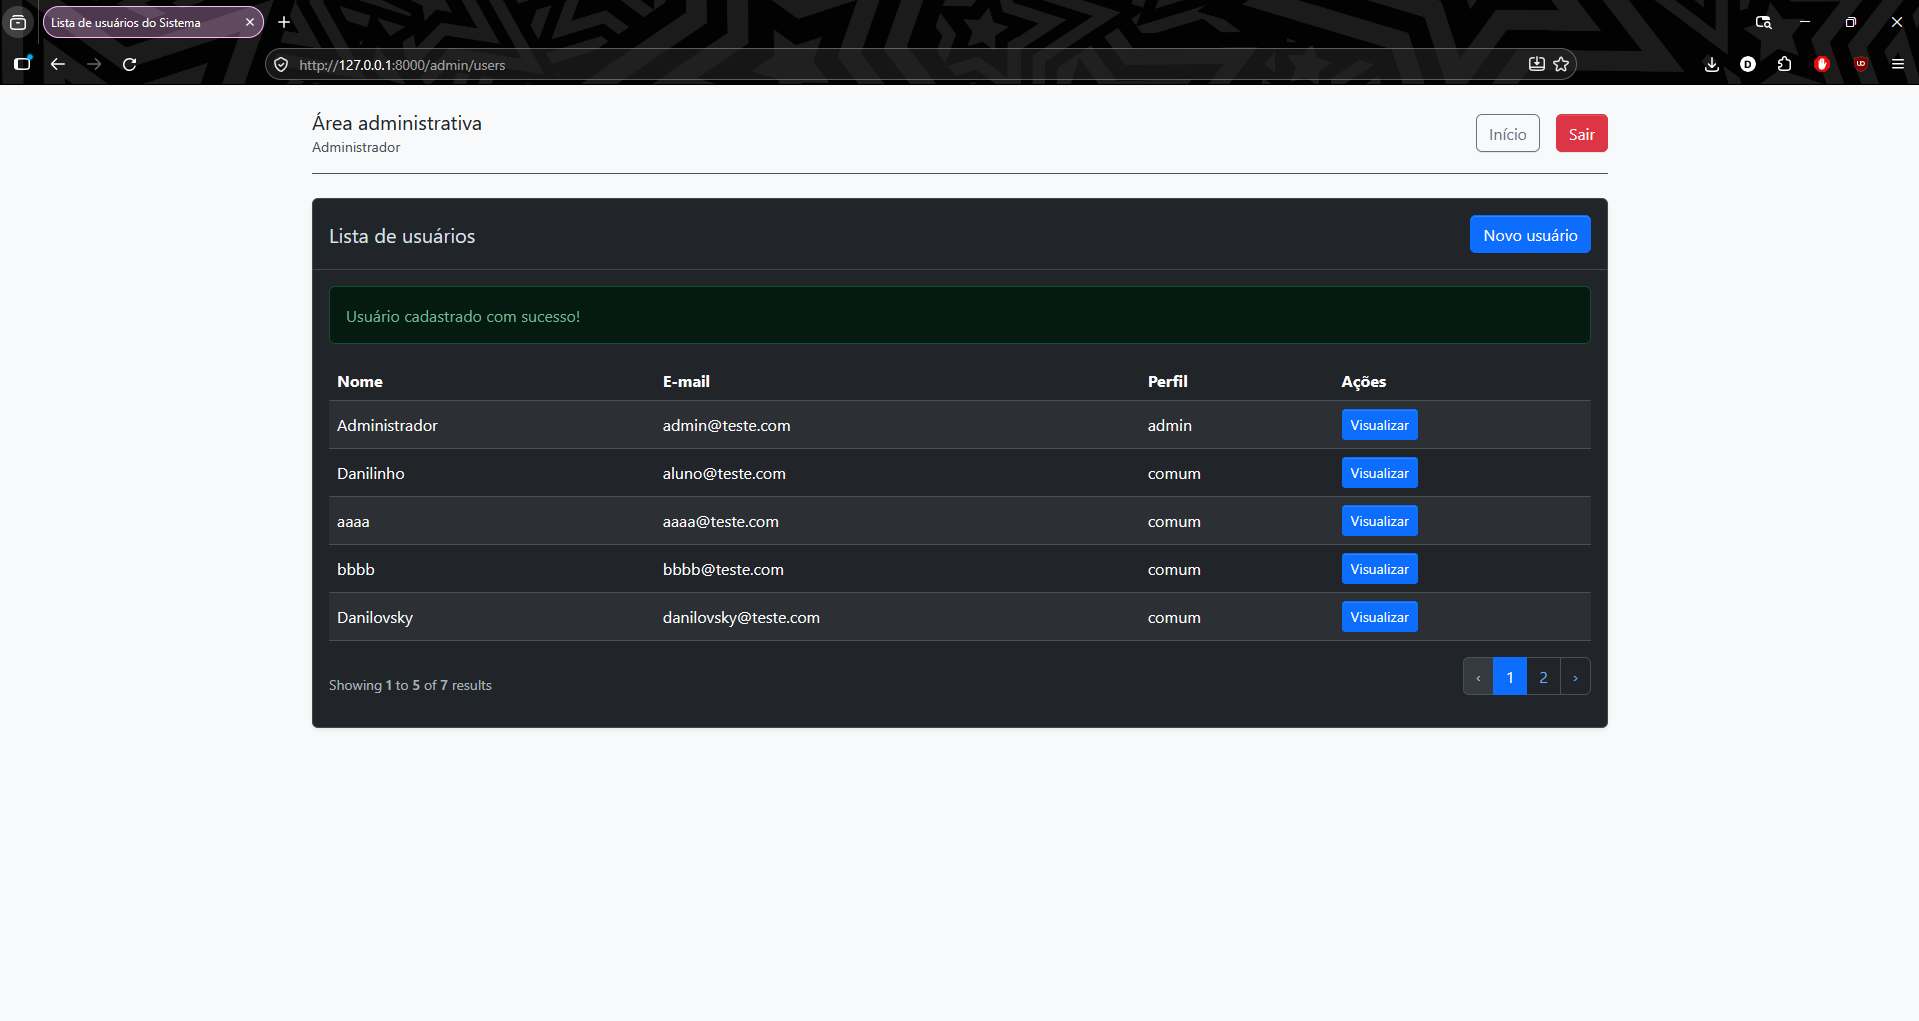 Lista de usuários do Sistema
http://127.0.0.1:8000/admin/users
Área administrativa
Administrador
Início
Sair
Lista de usuários
Novo usuário
Usuário cadastrado com sucesso!
Nome E-mail Perfil Ações
Administrador admin@teste.com admin Visualizar
Danilinho aluno@teste.com comum Visualizar
aaaa aaaa@teste.com comum Visualizar
bbbb bbbb@teste.com comum Visualizar
Danilovsky danilovsky@teste.com comum Visualizar
Showing 1 to 5 of 7 results
‹ 1 2 ›